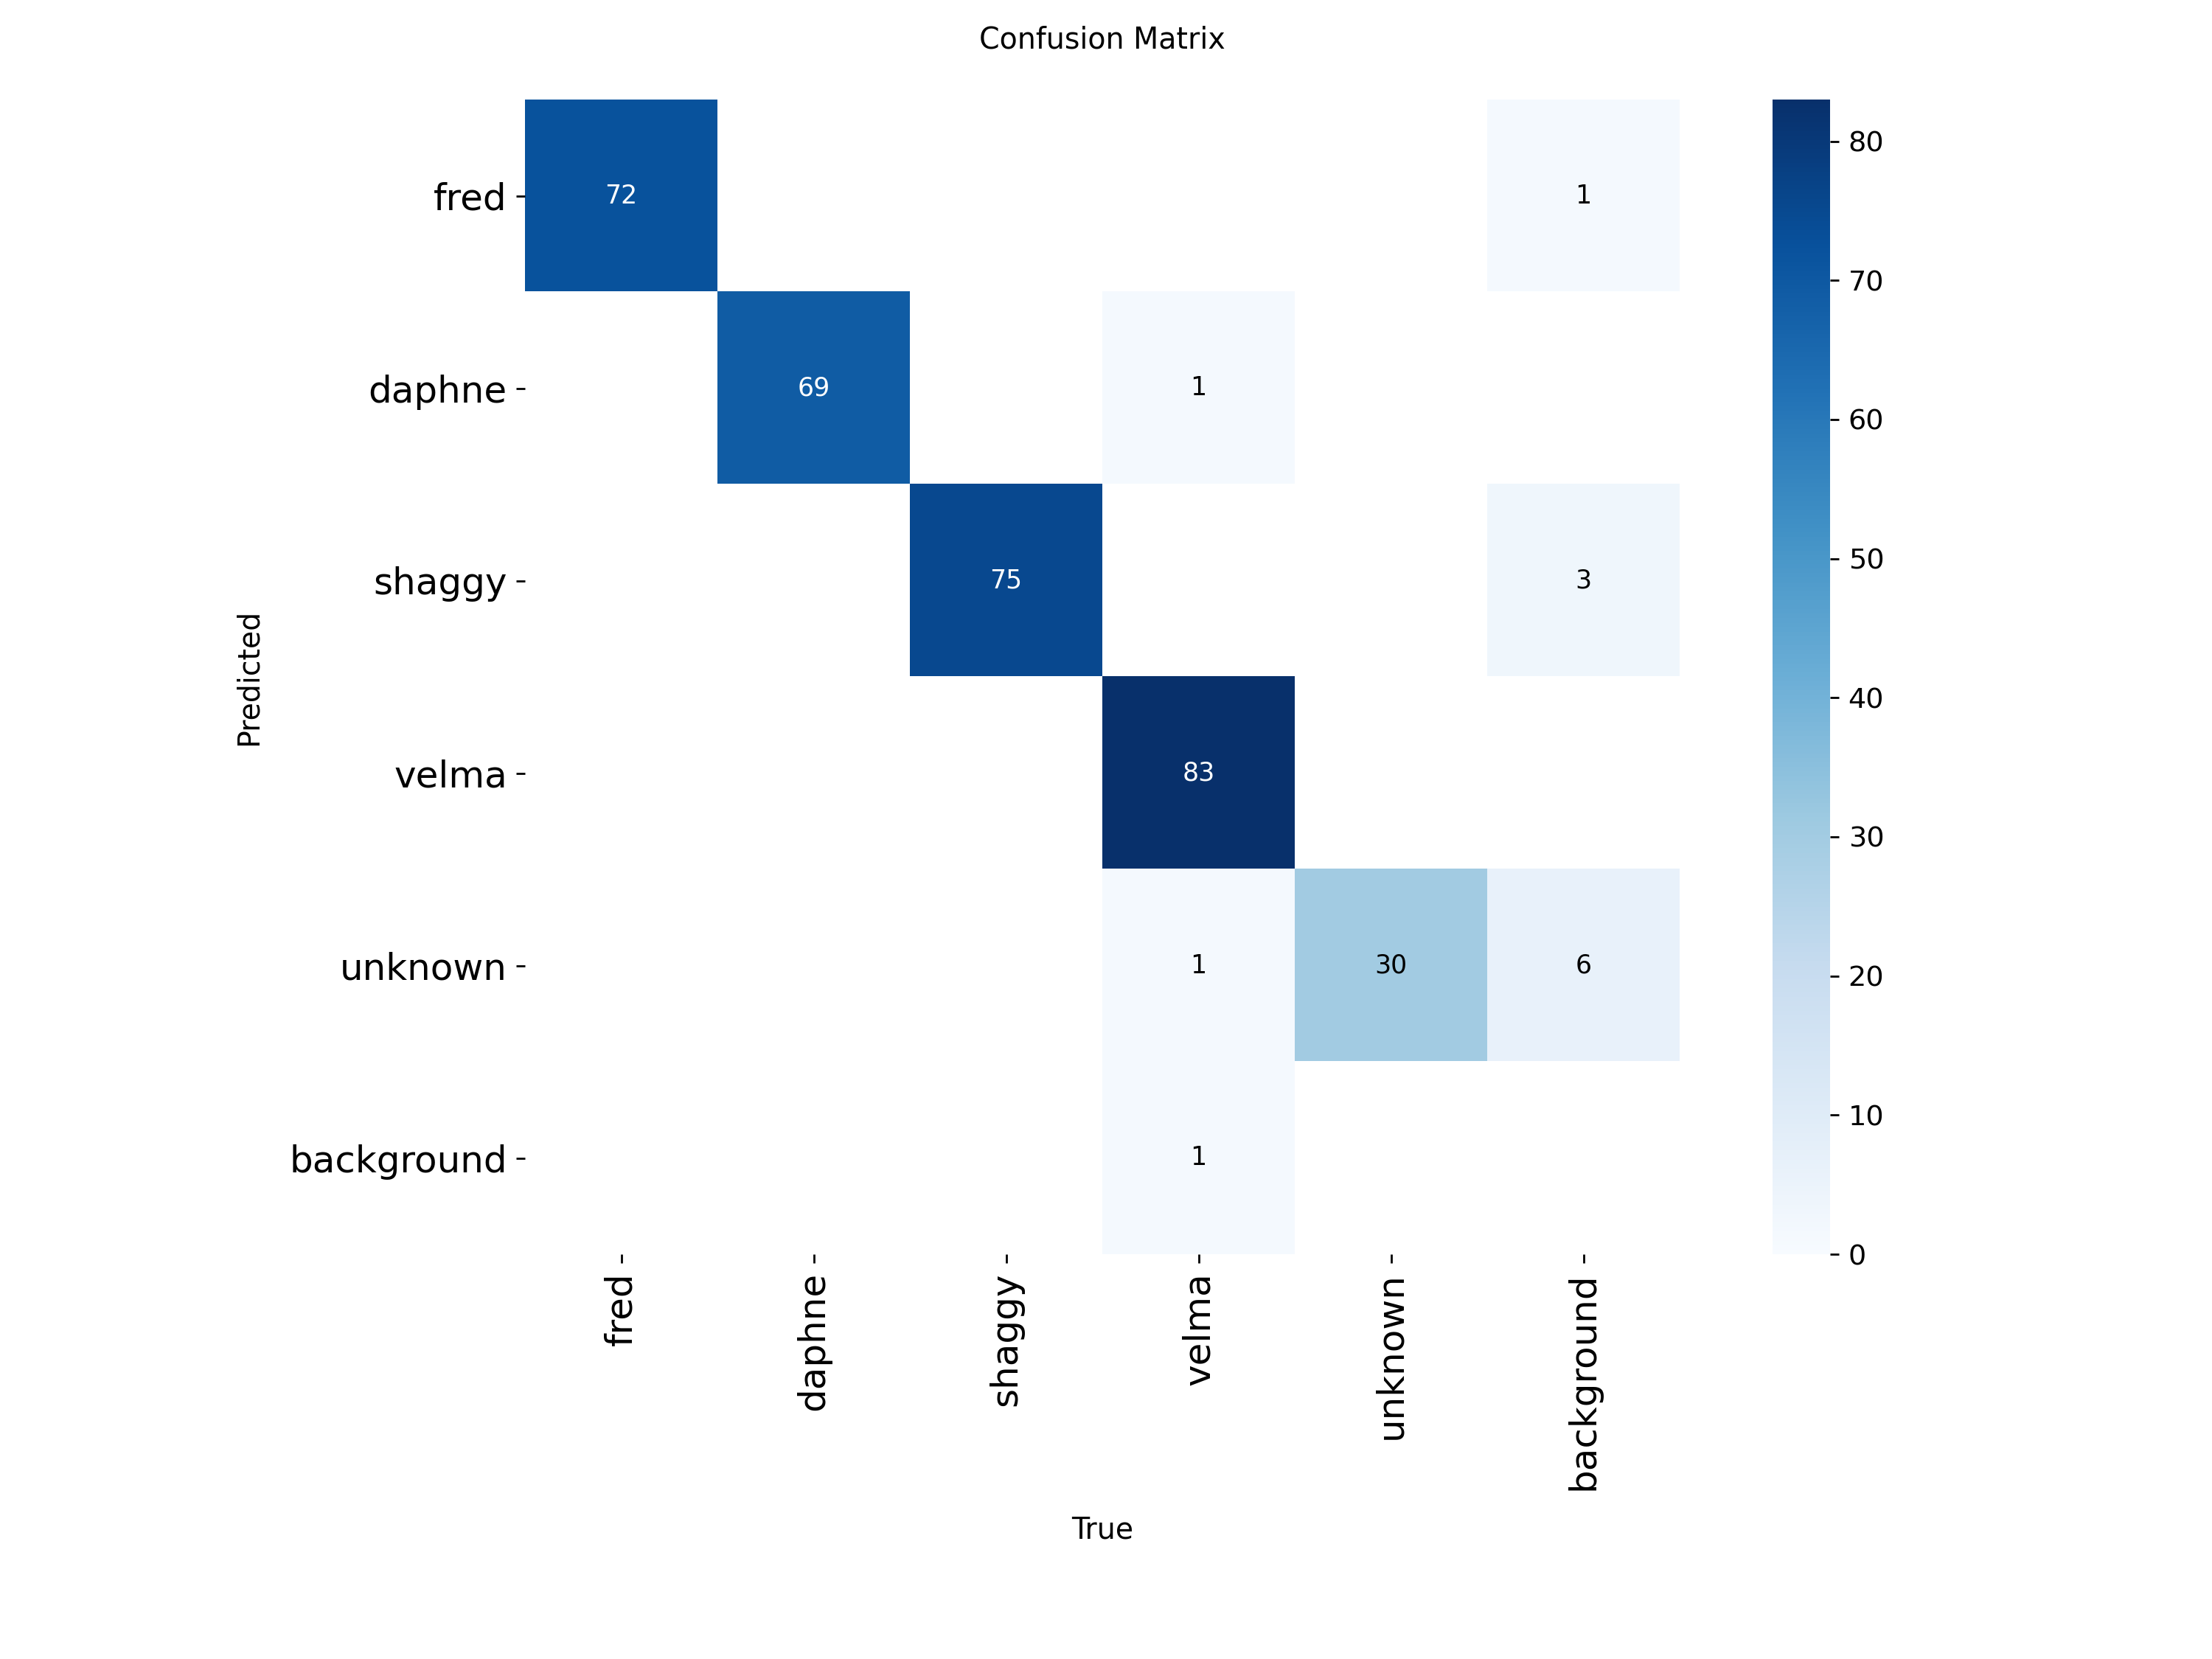 Confusion Matrix
fred
72
1
daphne
69
1
shaggy
75
3
velma
83
unknown
1
30
6
background
1
Predicted
fred
daphne
shaggy
velma
unknown
background
True
80
70
60
50
40
30
20
10
0